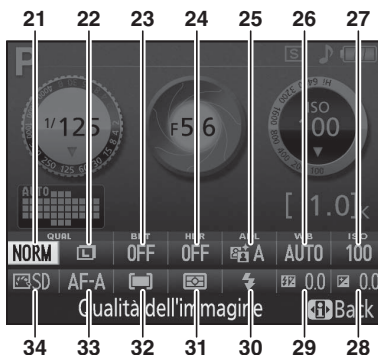 21 22 23 24 25 26 27
P S
1/125 F5.6 ISO 100
AUTO [ 1.0]k
QUAL BKT HDR ADL WB ISO
NORM L OFF OFF A AUTO 100
SD AF-A 0.0 0.0
Qualità dell'immagine i Back
34 33 32 31 30 29 28